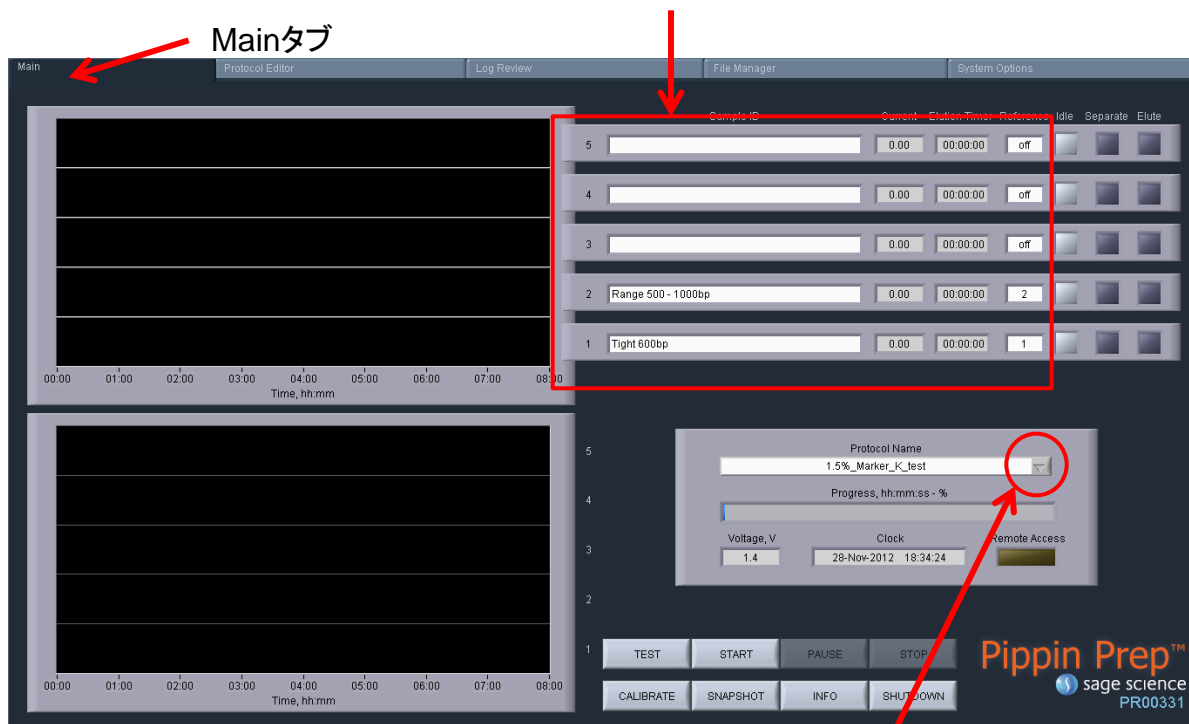 Mainタブ
Main Protocol Editor Log Review File Manager System Options
Sample ID Current Elution Timer Reference Idle Separate Elute
5 0.00 00:00:00 off
4 0.00 00:00:00 off
3 0.00 00:00:00 off
2 Range 500 - 1000bp 0.00 00:00:00 2
1 Tight 600bp 0.00 00:00:00 1
00:00 01:00 02:00 03:00 04:00 05:00 06:00 07:00 08:00
Time, hh:mm
5
4
3
2
1
Protocol Name
1.5%_Marker_K_test
Progress, hh:mm:ss - %
Voltage, V Clock Remote Access
1.4 28-Nov-2012 18:34:24
TEST START PAUSE STOP
CALIBRATE SNAPSHOT INFO SHUTDOWN
00:00 01:00 02:00 03:00 04:00 05:00 06:00 07:00 08:00
Time, hh:mm
Pippin Prep™
sage science
PR00331